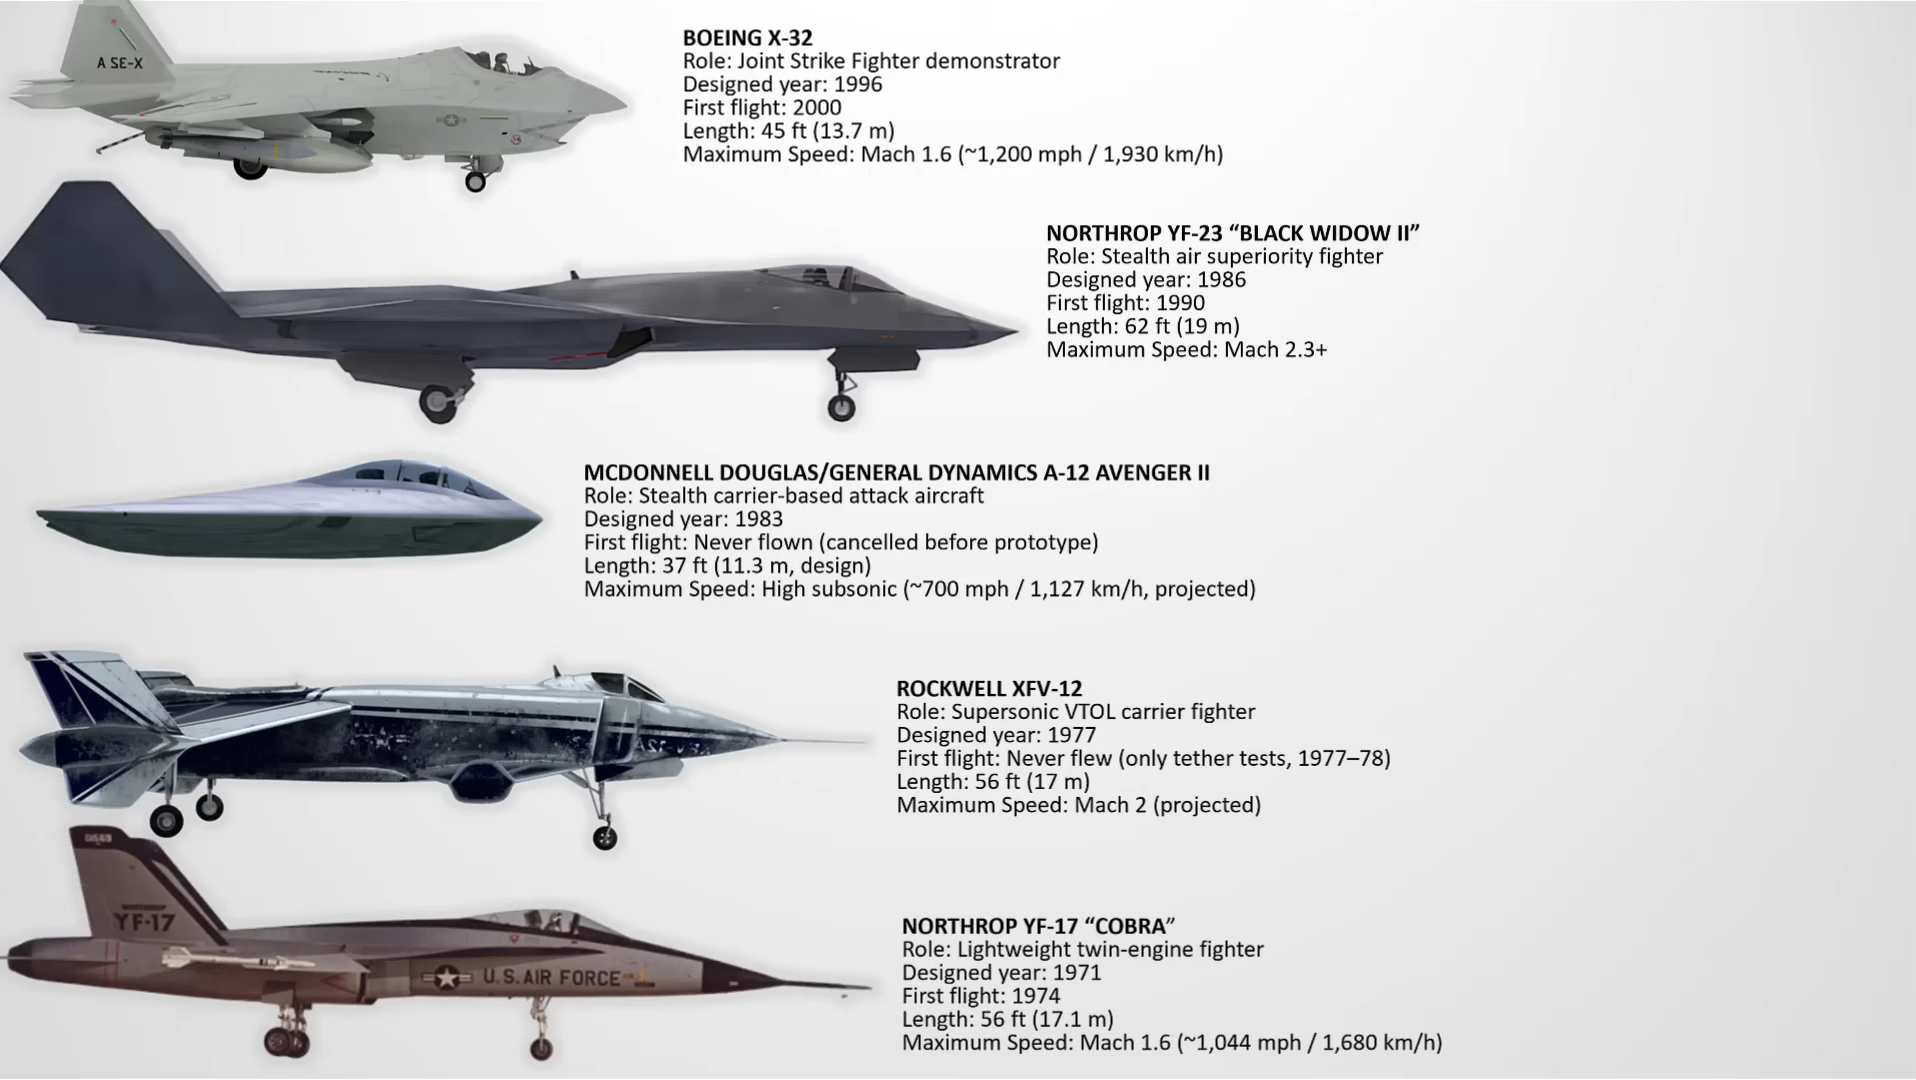 A 3E-X
BOEING X-32
Role: Joint Strike Fighter demonstrator
Designed year: 1996
First flight: 2000
Length: 45 ft (13.7 m)
Maximum Speed: Mach 1.6 (~1,200 mph / 1,930 km/h)
NORTHROP YF-23 “BLACK WIDOW II”
Role: Stealth air superiority fighter
Designed year: 1986
First flight: 1990
Length: 62 ft (19 m)
Maximum Speed: Mach 2.3+
MCDONNELL DOUGLAS/GENERAL DYNAMICS A-12 AVENGER II
Role: Stealth carrier-based attack aircraft
Designed year: 1983
First flight: Never flown (cancelled before prototype)
Length: 37 ft (11.3 m, design)
Maximum Speed: High subsonic (~700 mph / 1,127 km/h, projected)
ROCKWELL XFV-12
Role: Supersonic VTOL carrier fighter
Designed year: 1977
First flight: Never flew (only tether tests, 1977–78)
Length: 56 ft (17 m)
Maximum Speed: Mach 2 (projected)
01569
YF-17
U.S. AIR FORCE
NORTHROP YF-17 “COBRA”
Role: Lightweight twin-engine fighter
Designed year: 1971
First flight: 1974
Length: 56 ft (17.1 m)
Maximum Speed: Mach 1.6 (~1,044 mph / 1,680 km/h)